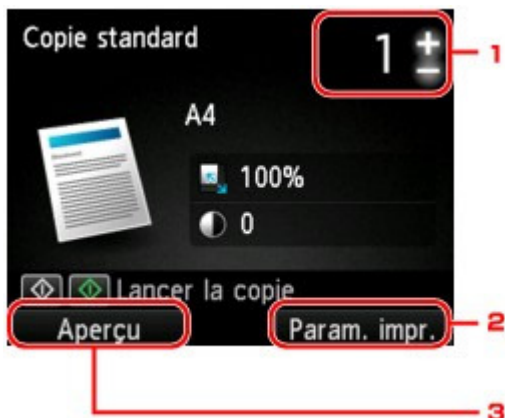 Copie standard
1 + −
1
A4
100%
0
Lancer la copie
Aperçu
Param. impr.
2
3